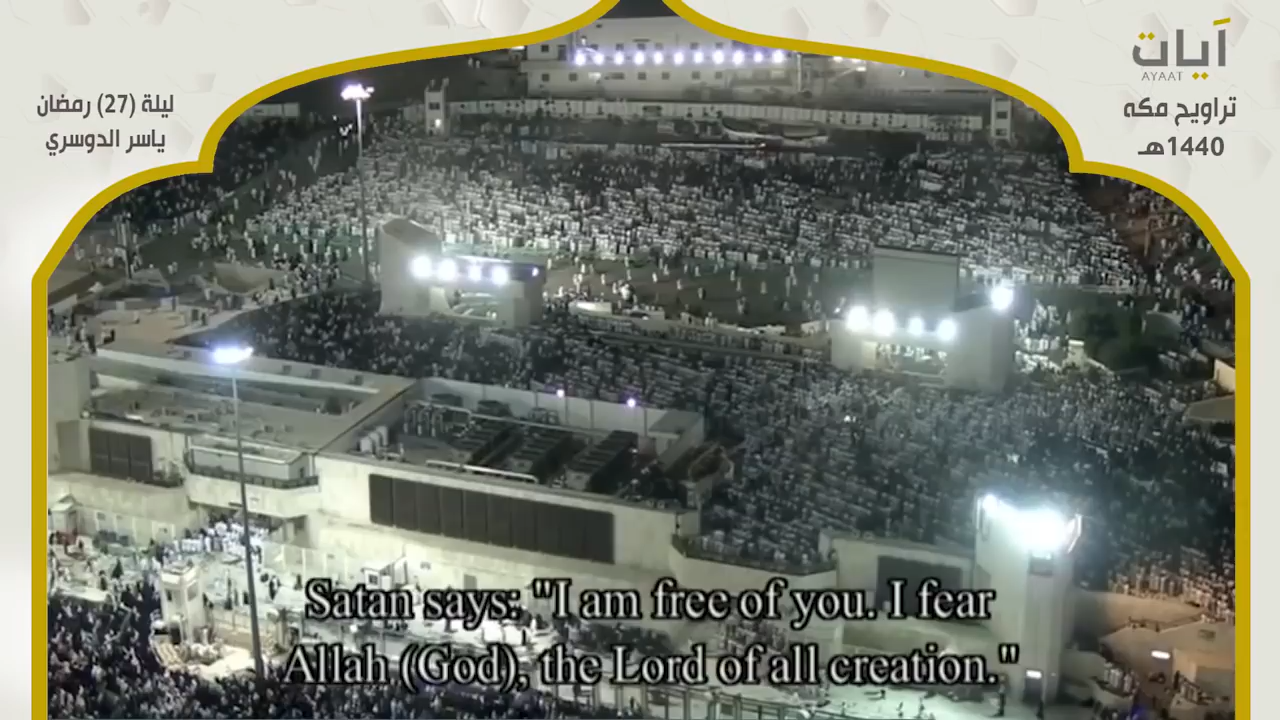 آيات
AYAAT
تراويح مكه
1440هـ
ليلة (27) رمضان
ياسر الدوسري
Satan says: "I am free of you. I fear
Allah (God), the Lord of all creation."